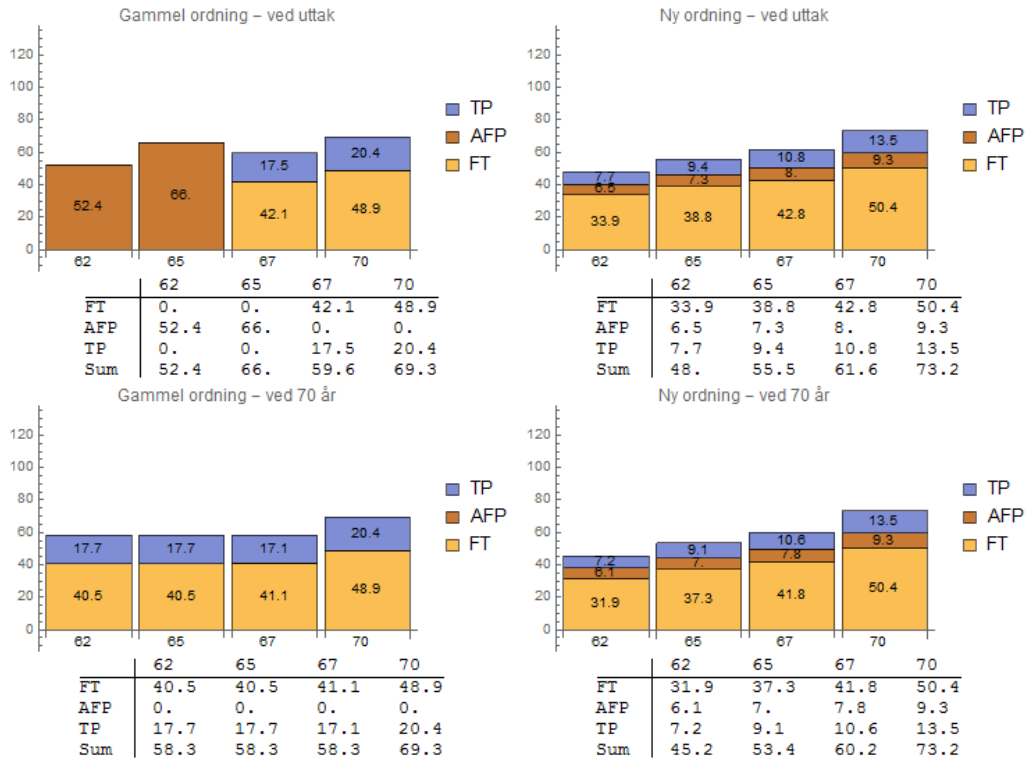 Gammel ordning – ved uttak
120
100
80
60
40
20
0
52.4
66.
17.5
42.1
20.4
48.9
62 65 67 70
TP
AFP
FT
62 65 67 70
FT 0. 0. 42.1 48.9
AFP 52.4 66. 0. 0.
TP 0. 0. 17.5 20.4
Sum 52.4 66. 59.6 69.3
Ny ordning – ved uttak
120
100
80
60
40
20
0
7.7
6.5
33.9
9.4
7.3
38.8
10.8
8.
42.8
13.5
9.3
50.4
62 65 67 70
TP
AFP
FT
62 65 67 70
FT 33.9 38.8 42.8 50.4
AFP 6.5 7.3 8. 9.3
TP 7.7 9.4 10.8 13.5
Sum 48. 55.5 61.6 73.2
Gammel ordning – ved 70 år
120
100
80
60
40
20
0
17.7
40.5
17.7
40.5
17.1
41.1
20.4
48.9
62 65 67 70
TP
AFP
FT
62 65 67 70
FT 40.5 40.5 41.1 48.9
AFP 0. 0. 0. 0.
TP 17.7 17.7 17.1 20.4
Sum 58.3 58.3 58.3 69.3
Ny ordning – ved 70 år
120
100
80
60
40
20
0
7.2
6.1
31.9
9.1
7.
37.3
10.6
7.8
41.8
13.5
9.3
50.4
62 65 67 70
TP
AFP
FT
62 65 67 70
FT 31.9 37.3 41.8 50.4
AFP 6.1 7. 7.8 9.3
TP 7.2 9.1 10.6 13.5
Sum 45.2 53.4 60.2 73.2